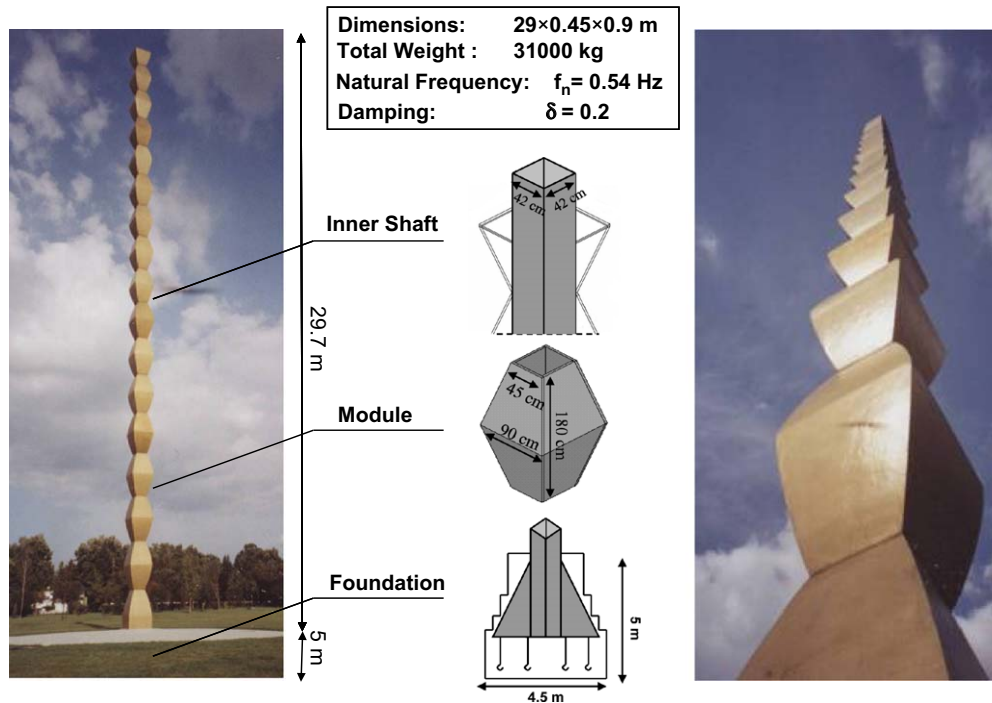 Dimensions: 29×0.45×0.9 m
Total Weight : 31000 kg
Natural Frequency: fn= 0.54 Hz
Damping: δ = 0.2
42 cm
42 cm
Inner Shaft
29.7 m
45 cm
180 cm
90 cm
Module
Foundation
5 m
5 m
4.5 m